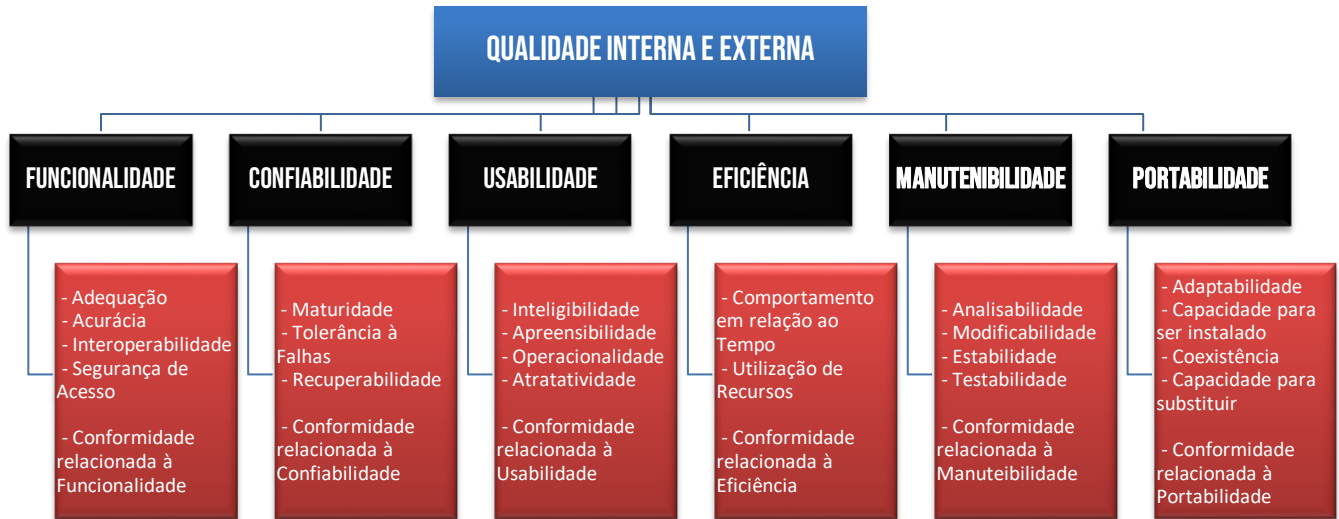 QUALIDADE INTERNA E EXTERNA
FUNCIONALIDADE
CONFIABILIDADE
USABILIDADE
EFICIÊNCIA
MANUTENIBILIDADE
PORTABILIDADE
- Adequação
- Acurácia
- Interoperabilidade
- Segurança de
Acesso
- Conformidade
relacionada à
Funcionalidade
- Maturidade
- Tolerância à
Falhas
- Recuperabilidade
- Conformidade
relacionada à
Confiabilidade
- Inteligibilidade
- Apreensibilidade
- Operacionalidade
- Atratatividade
- Conformidade
relacionada à
Usabilidade
- Comportamento
em relação ao
Tempo
- Utilização de
Recursos
- Conformidade
relacionada à
Eficiência
- Analisabilidade
- Modificabilidade
- Estabilidade
- Testabilidade
- Conformidade
relacionada à
Manuteibilidade
- Adaptabilidade
- Capacidade para
ser instalado
- Coexistência
- Capacidade para
substituir
- Conformidade
relacionada à
Portabilidade